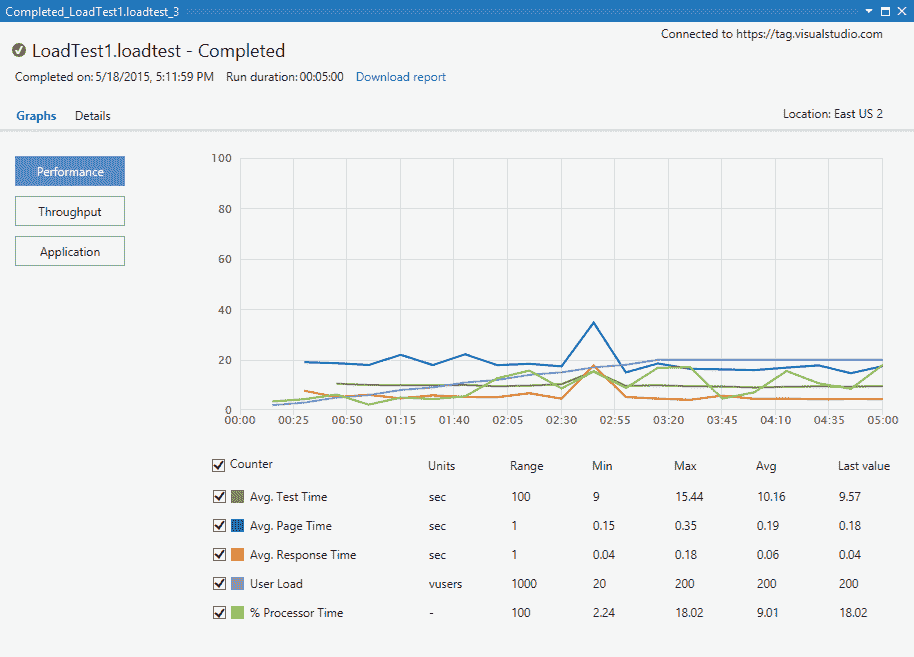 Completed_LoadTest1.loadtest_3
Connected to https://tag.visualstudio.com
LoadTest1.loadtest - Completed
Completed on: 5/18/2015, 5:11:59 PM Run duration: 00:05:00 Download report
Graphs Details
Location: East US 2
Performance
Throughput
Application
100
80
60
40
20
0
00:00 00:25 00:50 01:15 01:40 02:05 02:30 02:55 03:20 03:45 04:10 04:35 05:00
Counter Units Range Min Max Avg Last value
Avg. Test Time sec 100 9 15.44 10.16 9.57
Avg. Page Time sec 1 0.15 0.35 0.19 0.18
Avg. Response Time sec 1 0.04 0.18 0.06 0.04
User Load vusers 1000 20 200 200 200
% Processor Time - 100 2.24 18.02 9.01 18.02